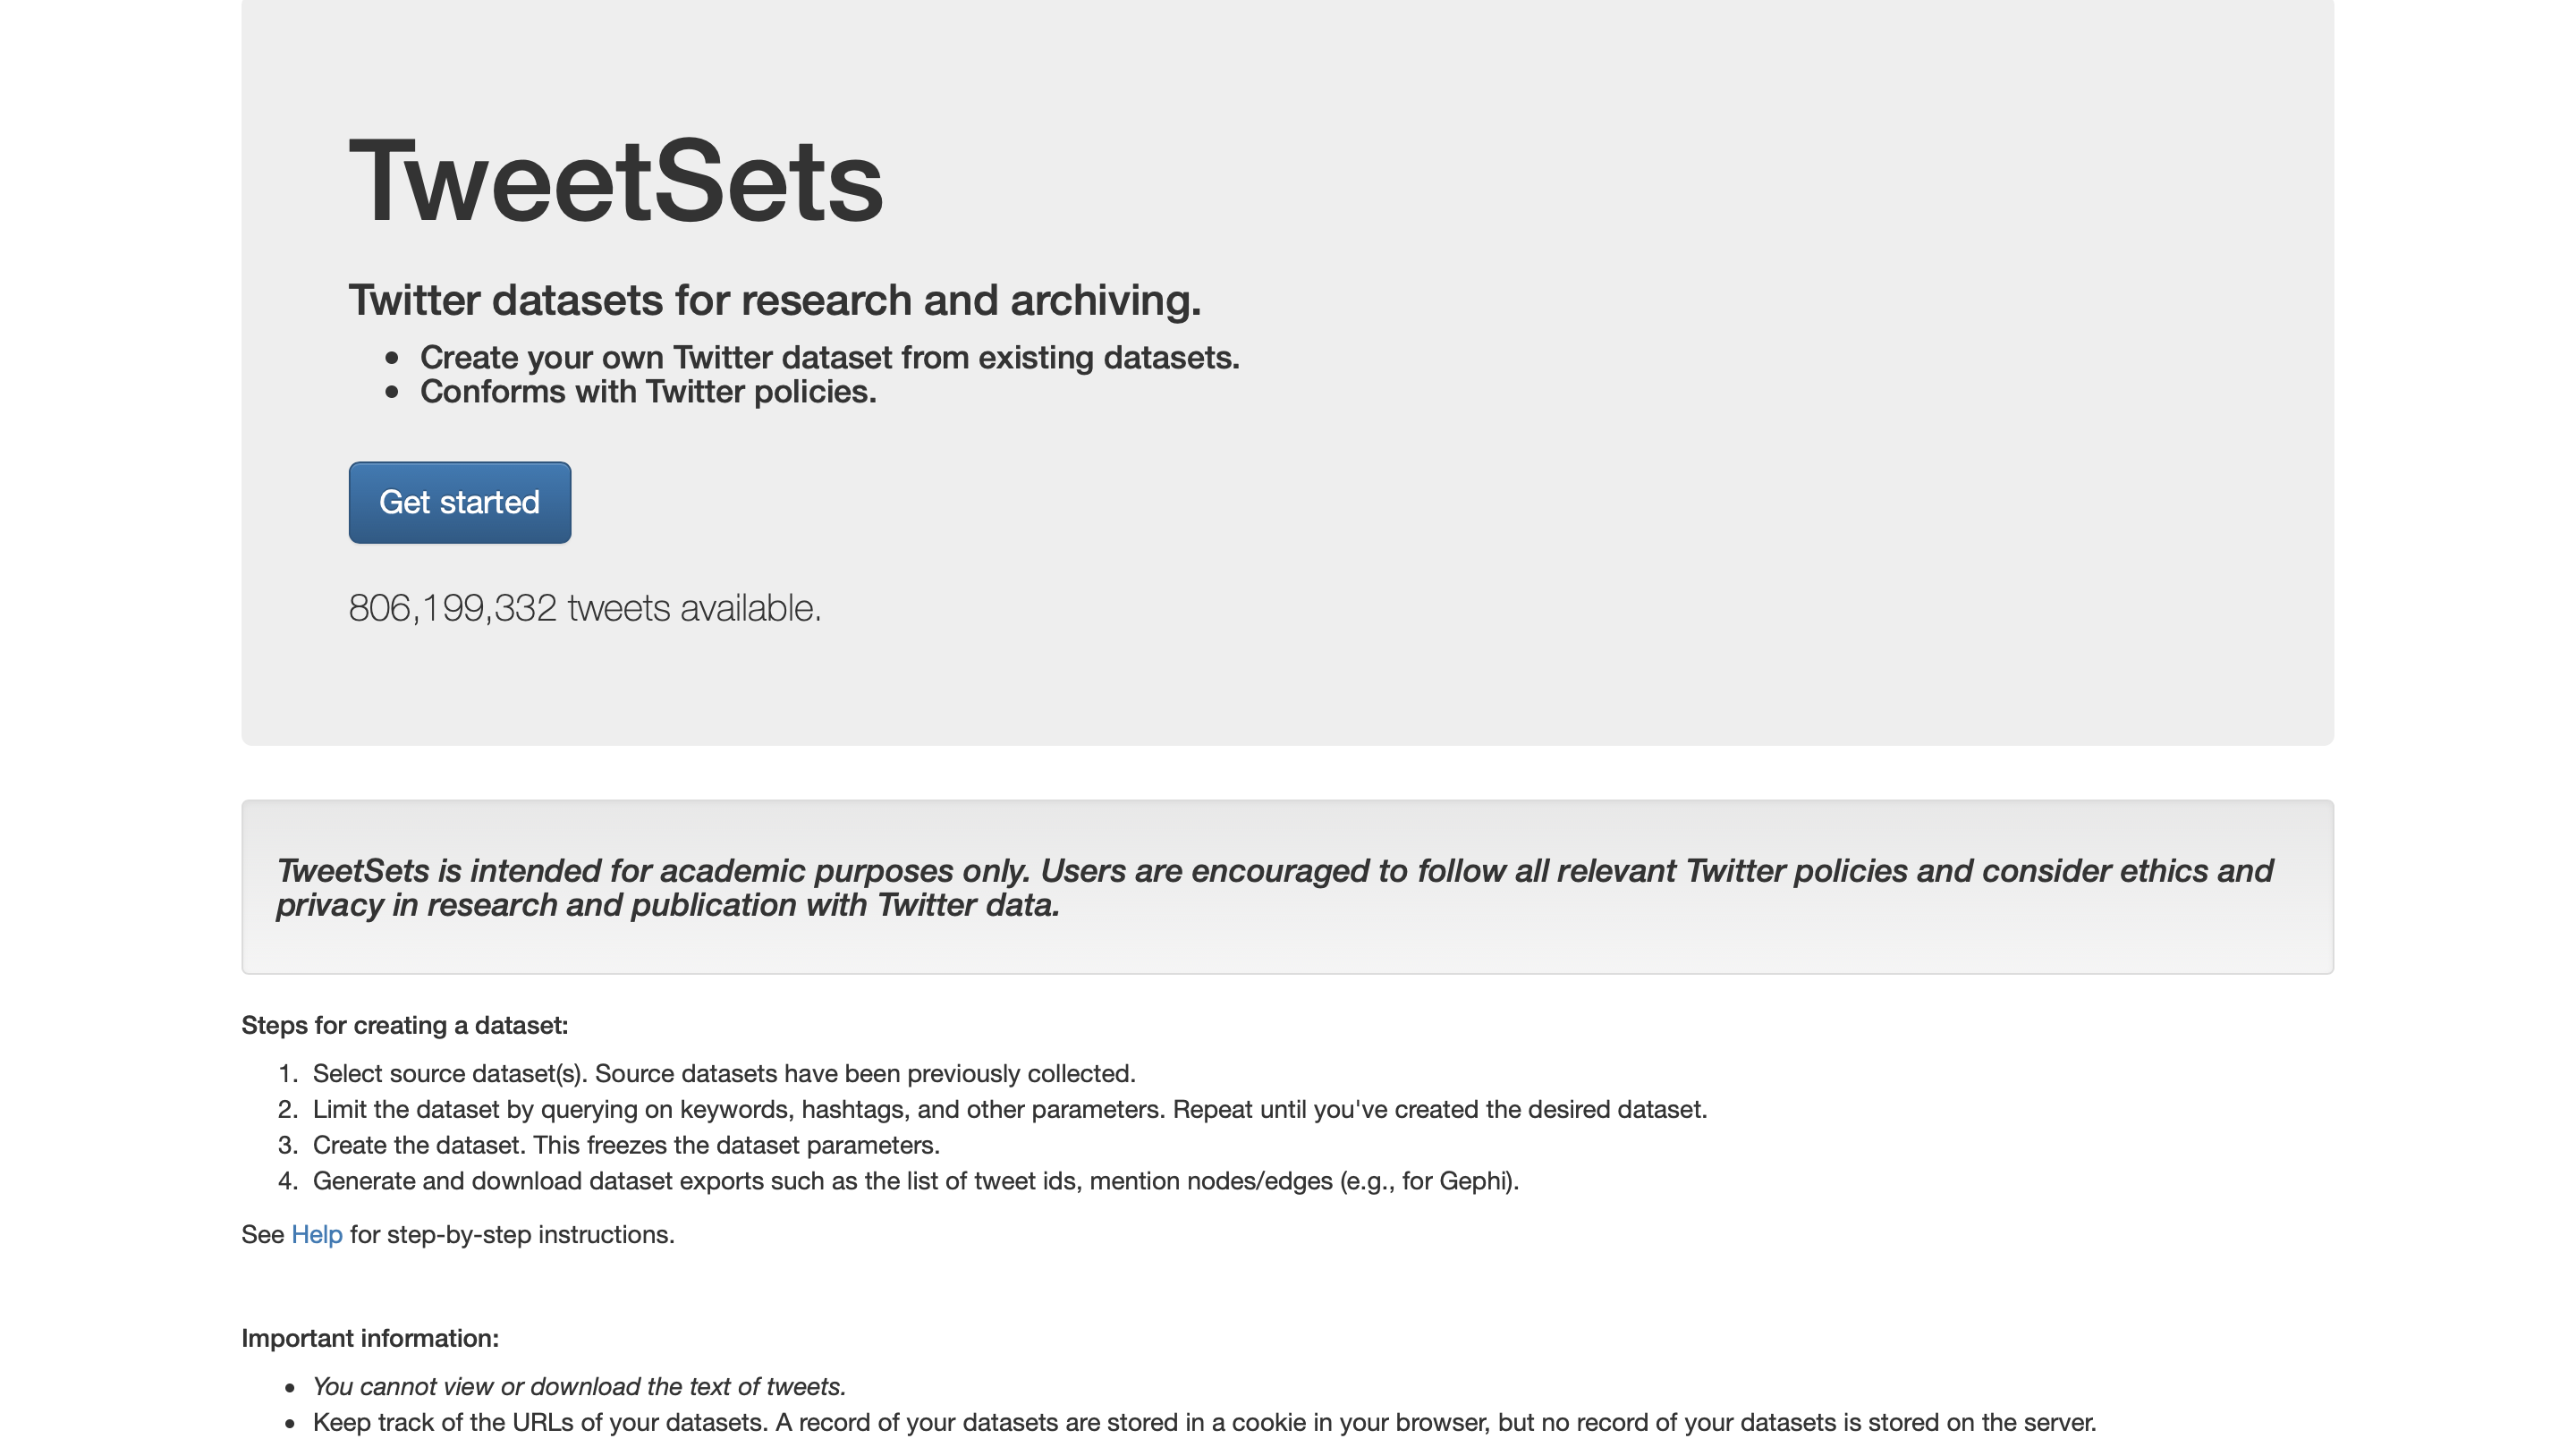 TweetSets
Twitter datasets for research and archiving.
• Create your own Twitter dataset from existing datasets.
• Conforms with Twitter policies.
Get started
806,199,332 tweets available.
TweetSets is intended for academic purposes only. Users are encouraged to follow all relevant Twitter policies and consider ethics and
privacy in research and publication with Twitter data.
Steps for creating a dataset:
1. Select source dataset(s). Source datasets have been previously collected.
2. Limit the dataset by querying on keywords, hashtags, and other parameters. Repeat until you've created the desired dataset.
3. Create the dataset. This freezes the dataset parameters.
4. Generate and download dataset exports such as the list of tweet ids, mention nodes/edges (e.g., for Gephi).
See Help for step-by-step instructions.
Important information:
• You cannot view or download the text of tweets.
• Keep track of the URLs of your datasets. A record of your datasets are stored in a cookie in your browser, but no record of your datasets is stored on the server.